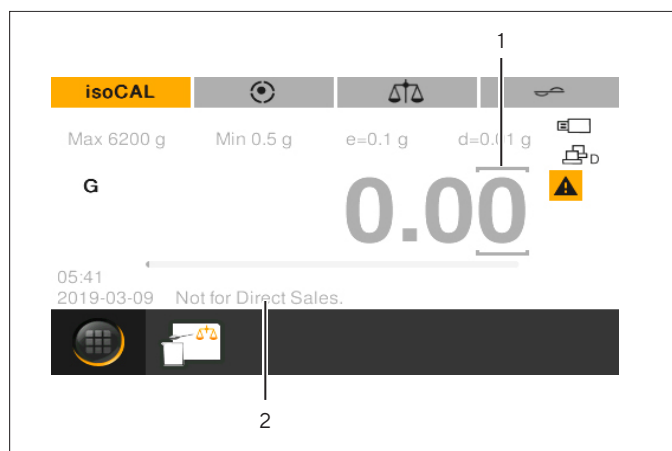 1
isoCAL
Max 6200 g Min 0.5 g e=0.1 g d=0.01 g
D
G 0.00
05:41
2019-03-09 Not for Direct Sales.
2